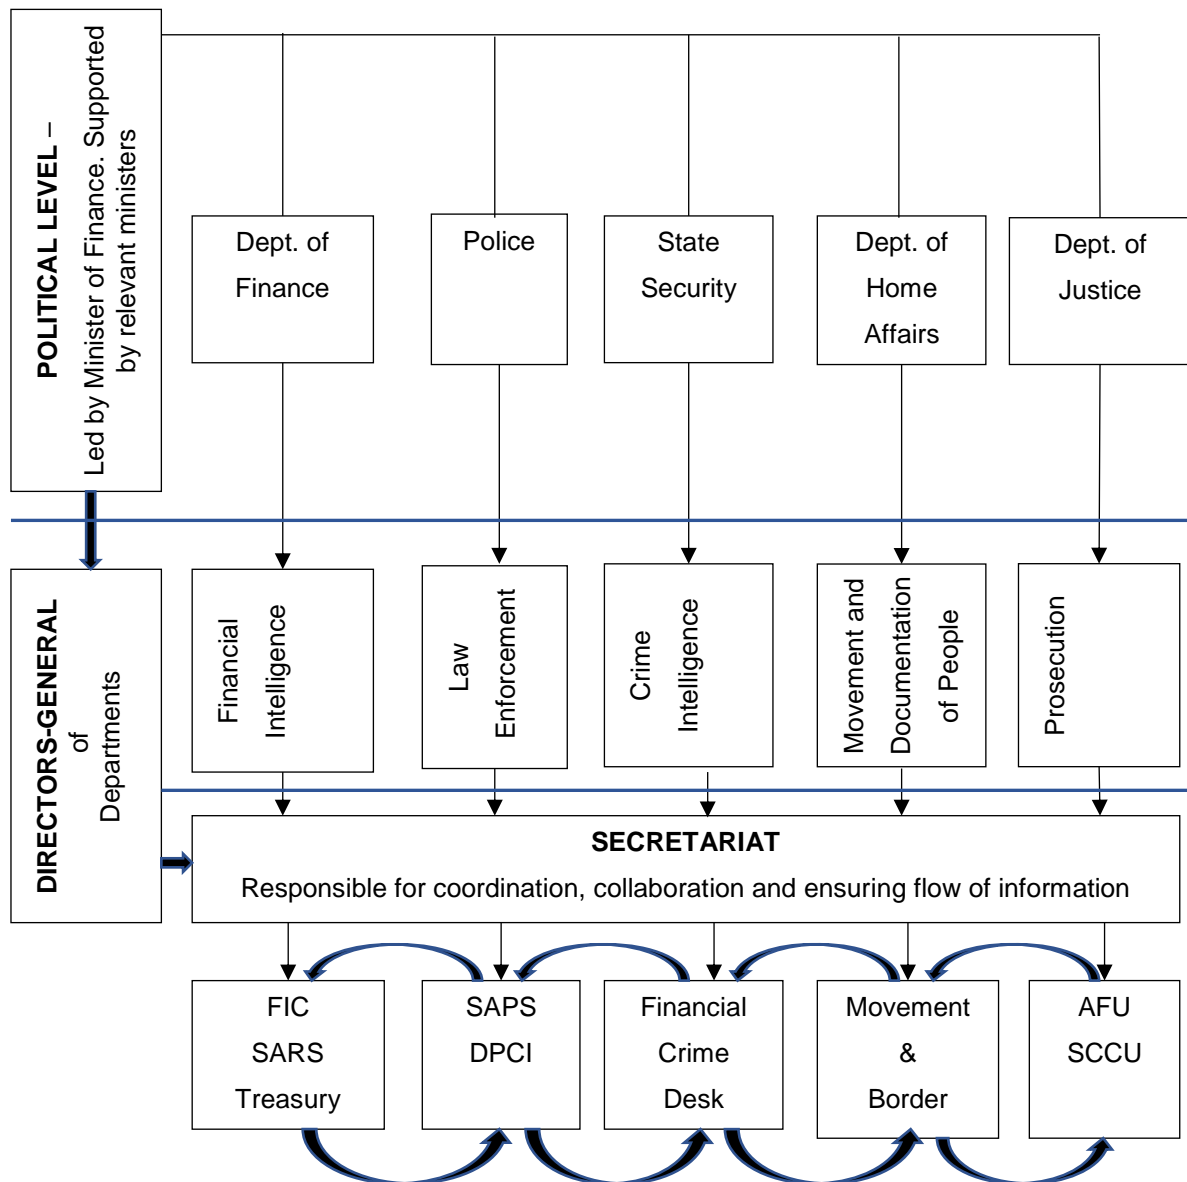 POLITICAL LEVEL –
Led by Minister of Finance. Supported
by relevant ministers
Dept. of
Finance
Police
State
Security
Dept. of
Home
Affairs
Dept. of
Justice
DIRECTORS-GENERAL
of
Departments
Financial
Intelligence
Law
Enforcement
Crime
Intelligence
Movement and
Documentation
of People
Prosecution
SECRETARIAT
Responsible for coordination, collaboration and ensuring flow of information
FIC
SARS
Treasury
SAPS
DPCI
Financial
Crime
Desk
Movement
&
Border
AFU
SCCU